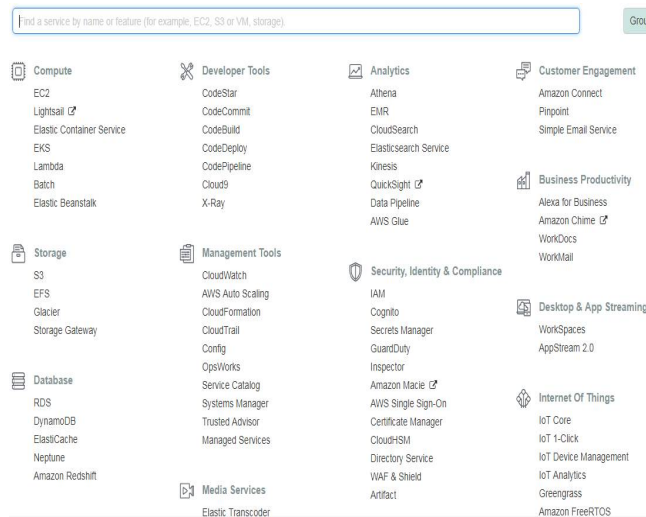 Find a service by name or feature (for example, EC2, S3 or VM, storage).
Grou
Compute
EC2
Lightsail
Elastic Container Service
EKS
Lambda
Batch
Elastic Beanstalk
Storage
S3
EFS
Glacier
Storage Gateway
Database
RDS
DynamoDB
ElastiCache
Neptune
Amazon Redshift
Developer Tools
CodeStar
CodeCommit
CodeBuild
CodeDeploy
CodePipeline
Cloud9
X-Ray
Management Tools
CloudWatch
AWS Auto Scaling
CloudFormation
CloudTrail
Config
OpsWorks
Service Catalog
Systems Manager
Trusted Advisor
Managed Services
Media Services
Elastic Transcoder
Analytics
Athena
EMR
CloudSearch
Elasticsearch Service
Kinesis
QuickSight
Data Pipeline
AWS Glue
Security, Identity & Compliance
IAM
Cognito
Secrets Manager
GuardDuty
Inspector
Amazon Macie
AWS Single Sign-On
Certificate Manager
CloudHSM
Directory Service
WAF & Shield
Artifact
Customer Engagement
Amazon Connect
Pinpoint
Simple Email Service
Business Productivity
Alexa for Business
Amazon Chime
WorkDocs
WorkMail
Desktop & App Streaming
WorkSpaces
AppStream 2.0
Internet Of Things
IoT Core
IoT 1-Click
IoT Device Management
IoT Analytics
Greengrass
Amazon FreeRTOS